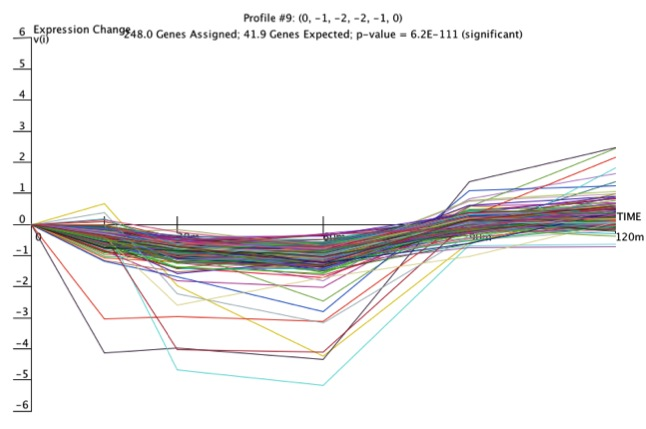 Profile #9: (0, -1, -2, -2, -1, 0)
Expression Change
248.0 Genes Assigned; 41.9 Genes Expected; p-value = 6.2E-111 (significant)
v(i)
6
5
4
3
2
1
0
-1
-2
-3
-4
-5
-6
0
120m
TIME